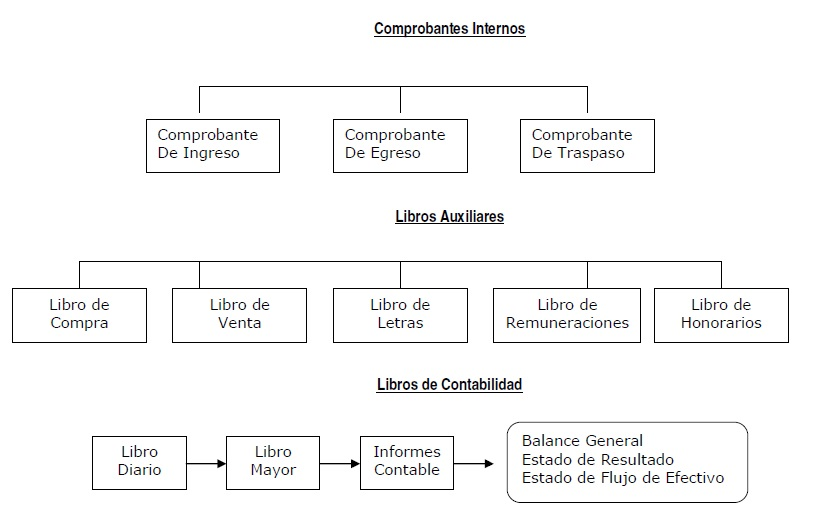 Comprobantes Internos
Comprobante
De Ingreso
Comprobante
De Egreso
Comprobante
De Traspaso
Libros Auxiliares
Libro de
Compra
Libro de
Venta
Libro de
Letras
Libro de
Remuneraciones
Libro de
Honorarios
Libros de Contabilidad
Libro
Diario
Libro
Mayor
Informes
Contable
Balance General
Estado de Resultado
Estado de Flujo de Efectivo